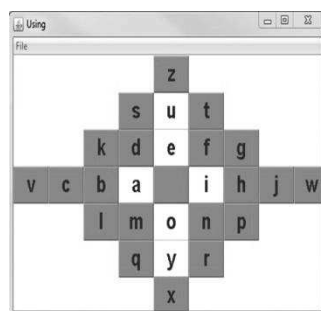 Using
File
z
s u t
k d e f g
v c b a i h j w
l m o n p
q y r
x